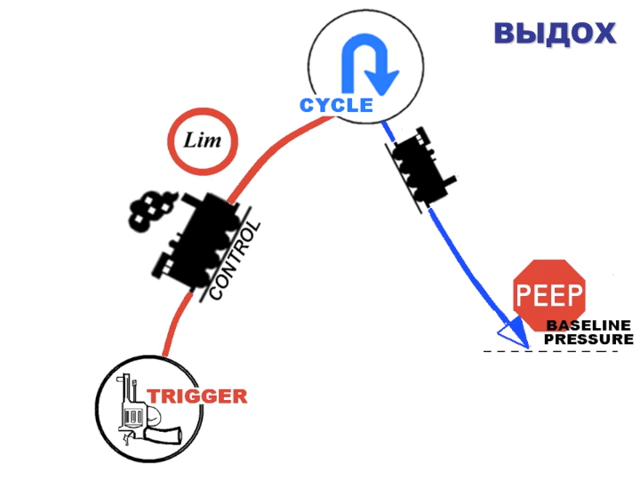 ВЫДОХ
CYCLE
Lim
CONTROL
PEEP
BASELINE
PRESSURE
TRIGGER